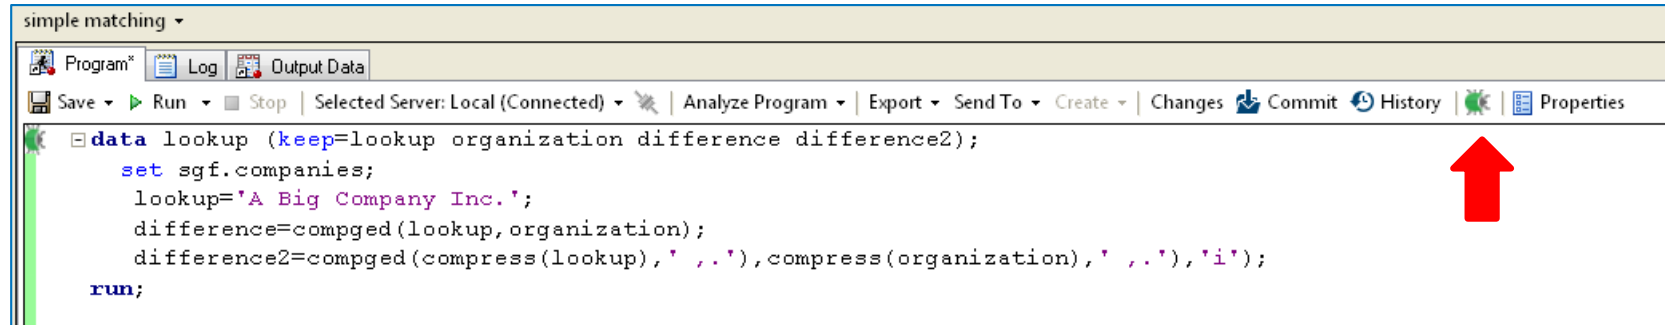 simple matching
Program* Log Output Data
Save Run Stop Selected Server: Local (Connected) Analyze Program Export Send To Create Changes Commit History Properties
data lookup (keep=lookup organization difference difference2);
set sgf.companies;
lookup='A Big Company Inc.';
difference=compged(lookup,organization);
difference2=compged(compress(lookup),' ,.'),compress(organization),' ,.'),'i');
run;